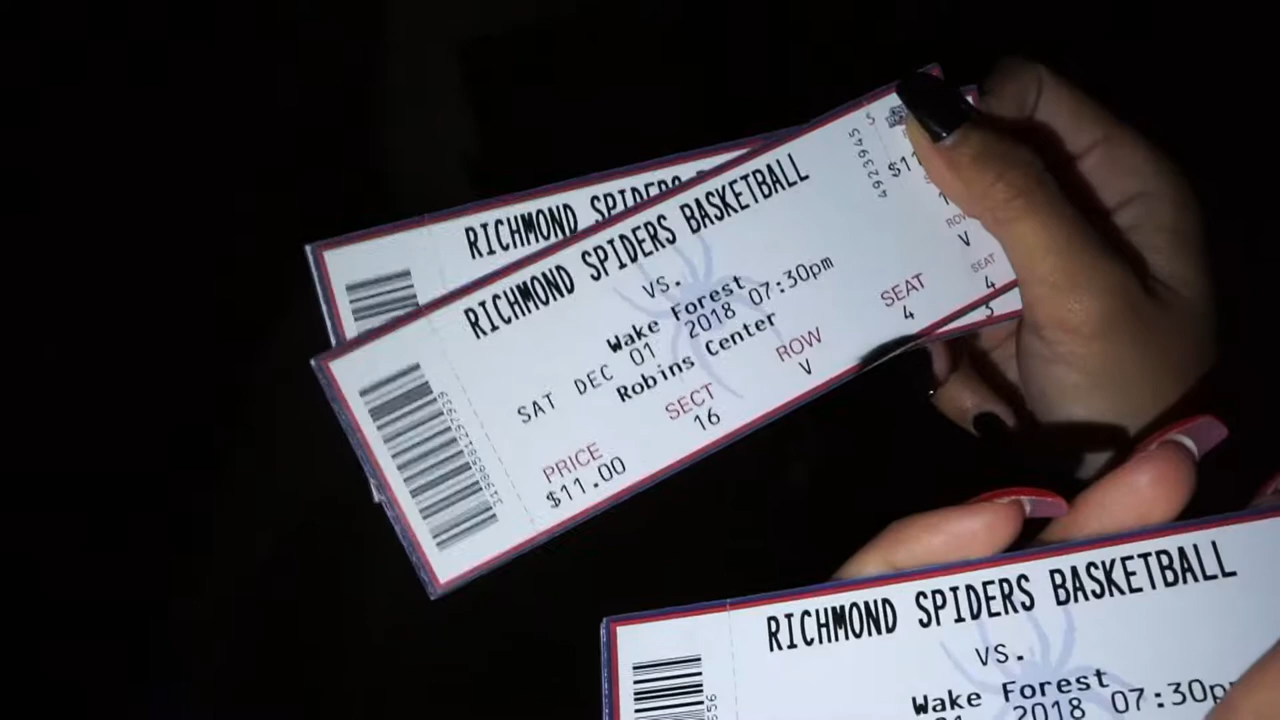 RICHMOND SPIDERS
RICHMOND SPIDERS BASKETBALL
VS.
Wake Forest
SAT DEC 01 2018 07:30pm
Robins Center
PRICE
$11.00
SECT
16
ROW
V
SEAT
4
4923945
ROW
V
SEAT
4
RICHMOND SPIDERS BASKETBALL
VS.
Wake Forest
2018 07:30p